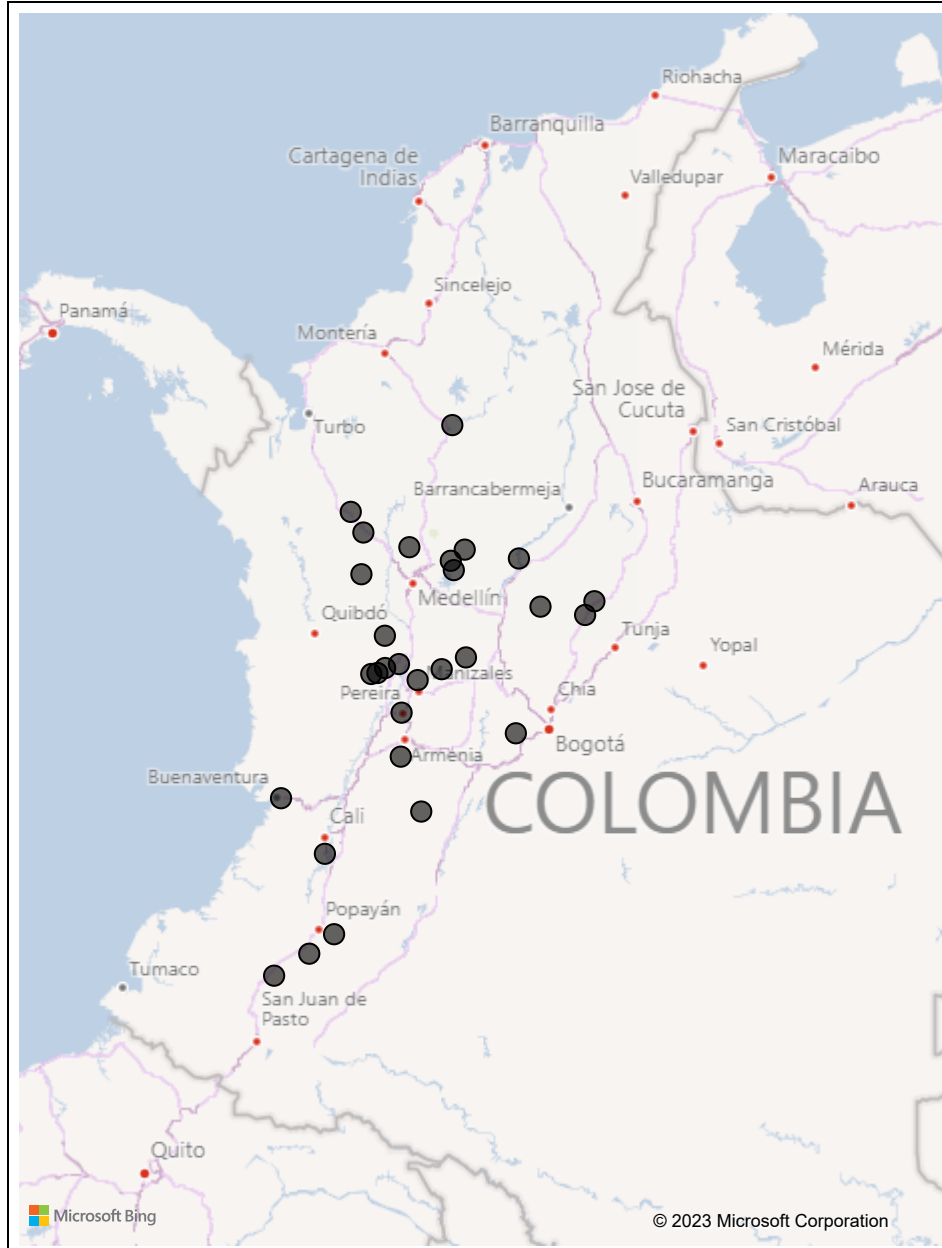 Riohacha
Barranquilla
Cartagena de
Indias
Maracaibo
Valledupar
Sincelejo
Panamá
Montería
Mérida
San Jose de
Cucuta
Turbo
San Cristóbal
Bucaramanga
Barrancabermeja
Arauca
Medellín
Quibdó
Tunja
Yopal
Manizales
Pereira
Chía
Bogotá
Armenia
Buenaventura
COLOMBIA
Cali
Popayán
Tumaco
San Juan de
Pasto
Quito
Microsoft Bing
© 2023 Microsoft Corporation